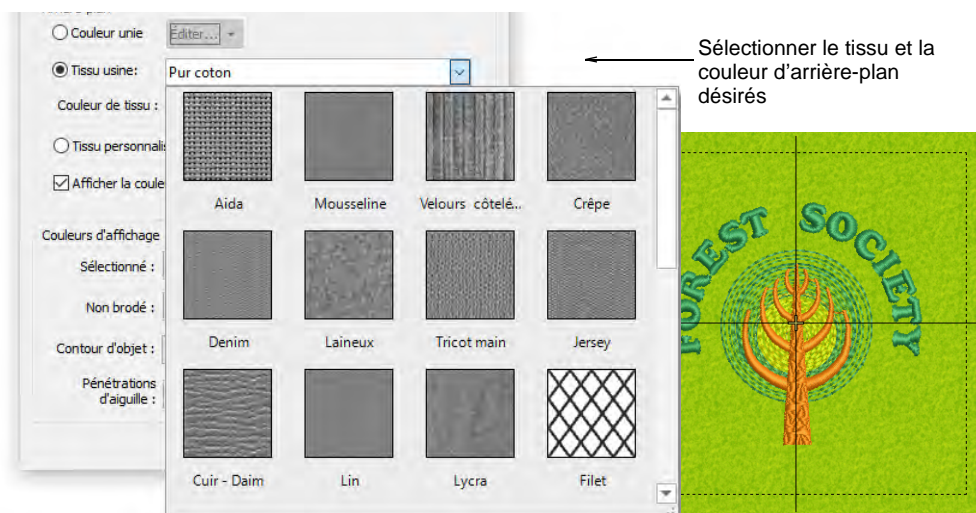 Couleur unie
Éditer...
Tissu usine:
Pur coton
Couleur de tissu :
Tissu personnalis
Afficher la coule
Couleurs d'affichage
Sélectionné :
Non brodé :
Contour d'objet :
Pénétrations
d'aiguille :
Aida
Mousseline
Velours côtelé...
Crêpe
Denim
Laineux
Tricot main
Jersey
Cuir - Daim
Lin
Lycra
Filet
Sélectionner le tissu et la
couleur d'arrière-plan
désirés
FOREST SOCIETY